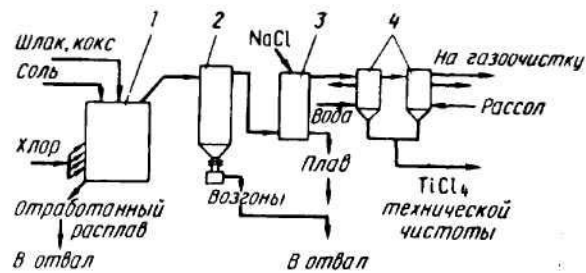 1
2
3
4
Шлак, кокс
Соль
NaCl
На газоочистку
Хлор
Вода
Рассол
Плав
Возгоны
Отработанный
расплав
В отвал
В отвал
TiCl₄
технической
чистоты